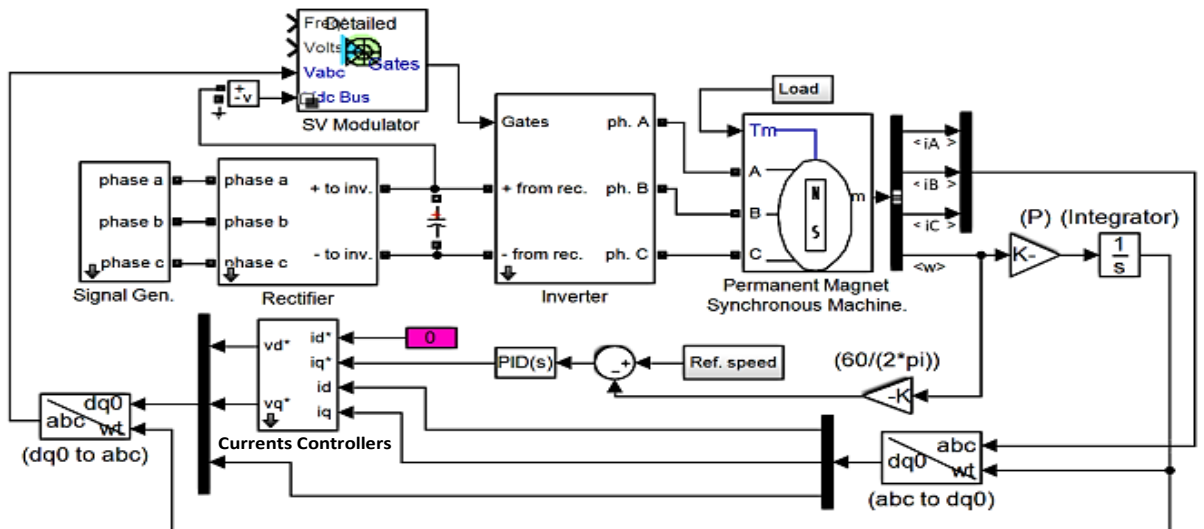 Freq
Detailed
Volts
Vabc
Gates
dc Bus
SV Modulator
+
-v
Load
Gates
ph. A
+ from rec.
ph. B
- from rec.
ph. C
Inverter
Tm
A
B
C
N
S
m
Permanent Magnet
Synchronous Machine.
<iA >
<iB >
<iC >
<w>
(P) (Integrator)
K-
1
s
phase a
phase b
phase c
Signal Gen.
phase a
+ to inv.
phase b
phase c
- to inv.
Rectifier
+
vd*
vq*
id*
iq*
id
iq
Currents Controllers
0
PID(s)
-+
Ref. speed
(60/(2*pi))
-K
dq0
abc
wt
(dq0 to abc)
abc
dq0
wt
(abc to dq0)